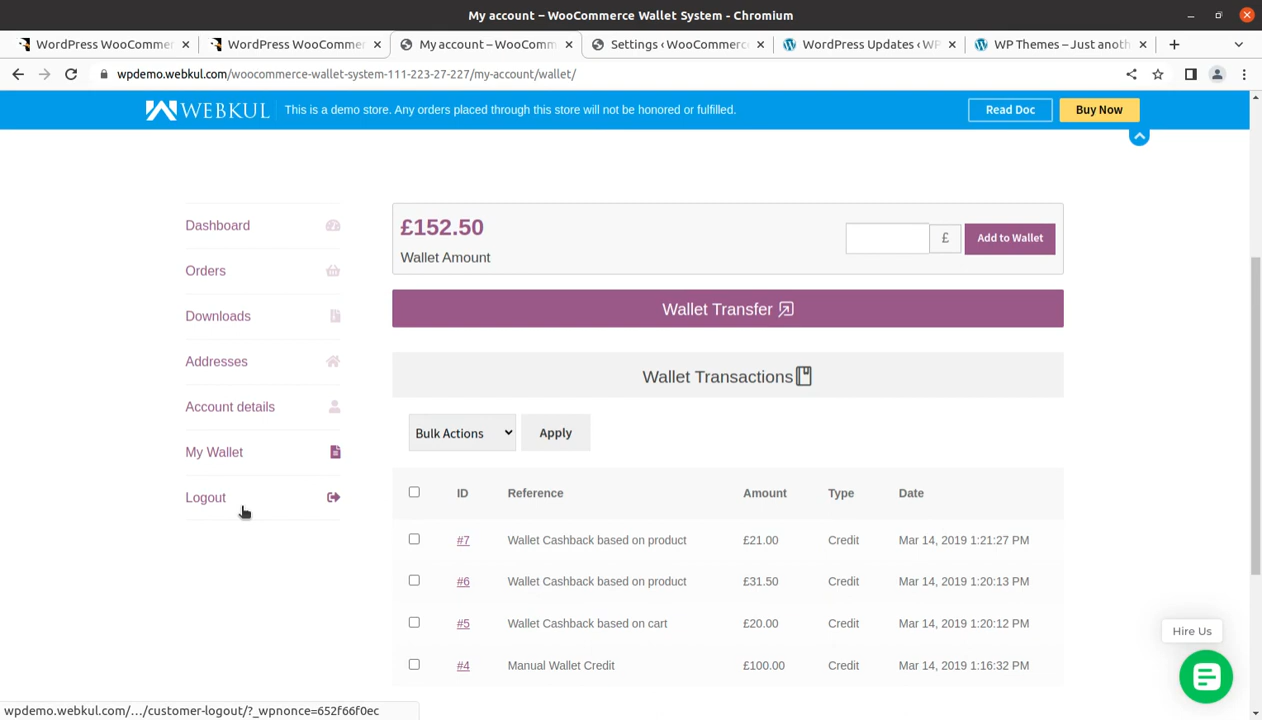 My account – WooCommerce Wallet System - Chromium
WordPress WooCommer
WordPress WooCommer
My account – WooComm
Settings ‹ WooCommerce
WordPress Updates ‹ WP
WP Themes – Just anoth
wpdemo.webkul.com/woocommerce-wallet-system-111-223-27-227/my-account/wallet/
WEBKUL
This is a demo store. Any orders placed through this store will not be honored or fulfilled.
Read Doc
Buy Now
Dashboard
Orders
Downloads
Addresses
Account details
My Wallet
Logout
£152.50
Wallet Amount
£
Add to Wallet
Wallet Transfer
Wallet Transactions
Bulk Actions
Apply
ID Reference Amount Type Date
#7 Wallet Cashback based on product £21.00 Credit Mar 14, 2019 1:21:27 PM
#6 Wallet Cashback based on product £31.50 Credit Mar 14, 2019 1:20:13 PM
#5 Wallet Cashback based on cart £20.00 Credit Mar 14, 2019 1:20:12 PM
#4 Manual Wallet Credit £100.00 Credit Mar 14, 2019 1:16:32 PM
Hire Us
wpdemo.webkul.com/…/customer-logout/?_wpnonce=652f66f0ec